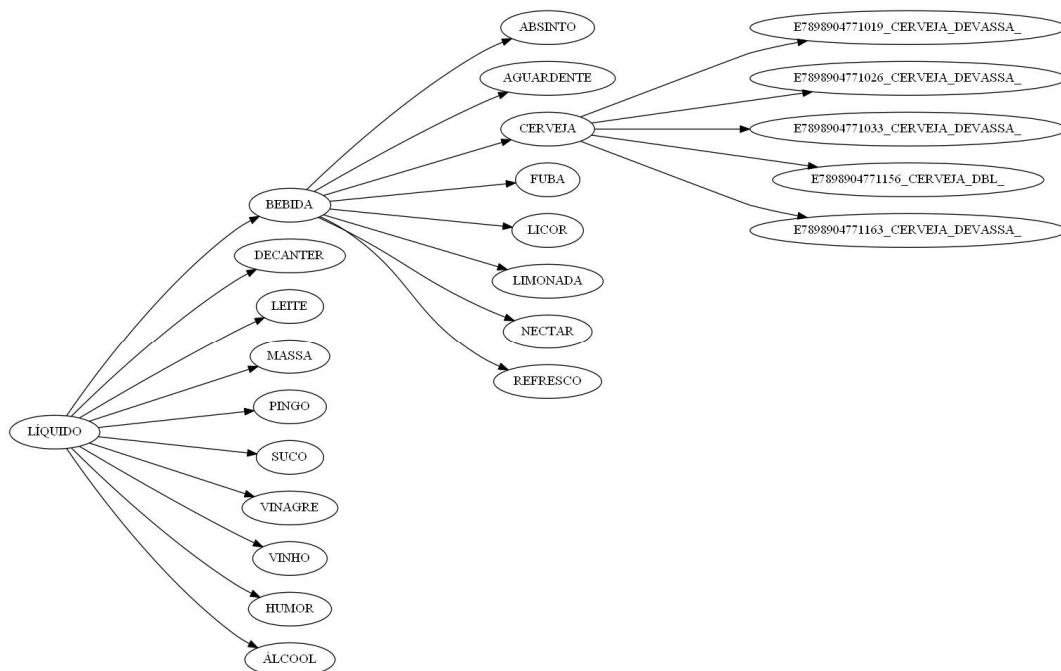 ABSINTO
E7898904771019_CERVEJA_DEVASSA_
AGUARDENTE
E7898904771026_CERVEJA_DEVASSA_
CERVEJA
E7898904771033_CERVEJA_DEVASSA_
FUBA
E7898904771156_CERVEJA_DBL_
BEBIDA
LICOR
E7898904771163_CERVEJA_DEVASSA_
DECANTER
LIMONADA
LEITE
NECTAR
MASSA
REFRESCO
PINGO
LÍQUIDO
SUCO
VINAGRE
VINHO
HUMOR
ÁLCOOL